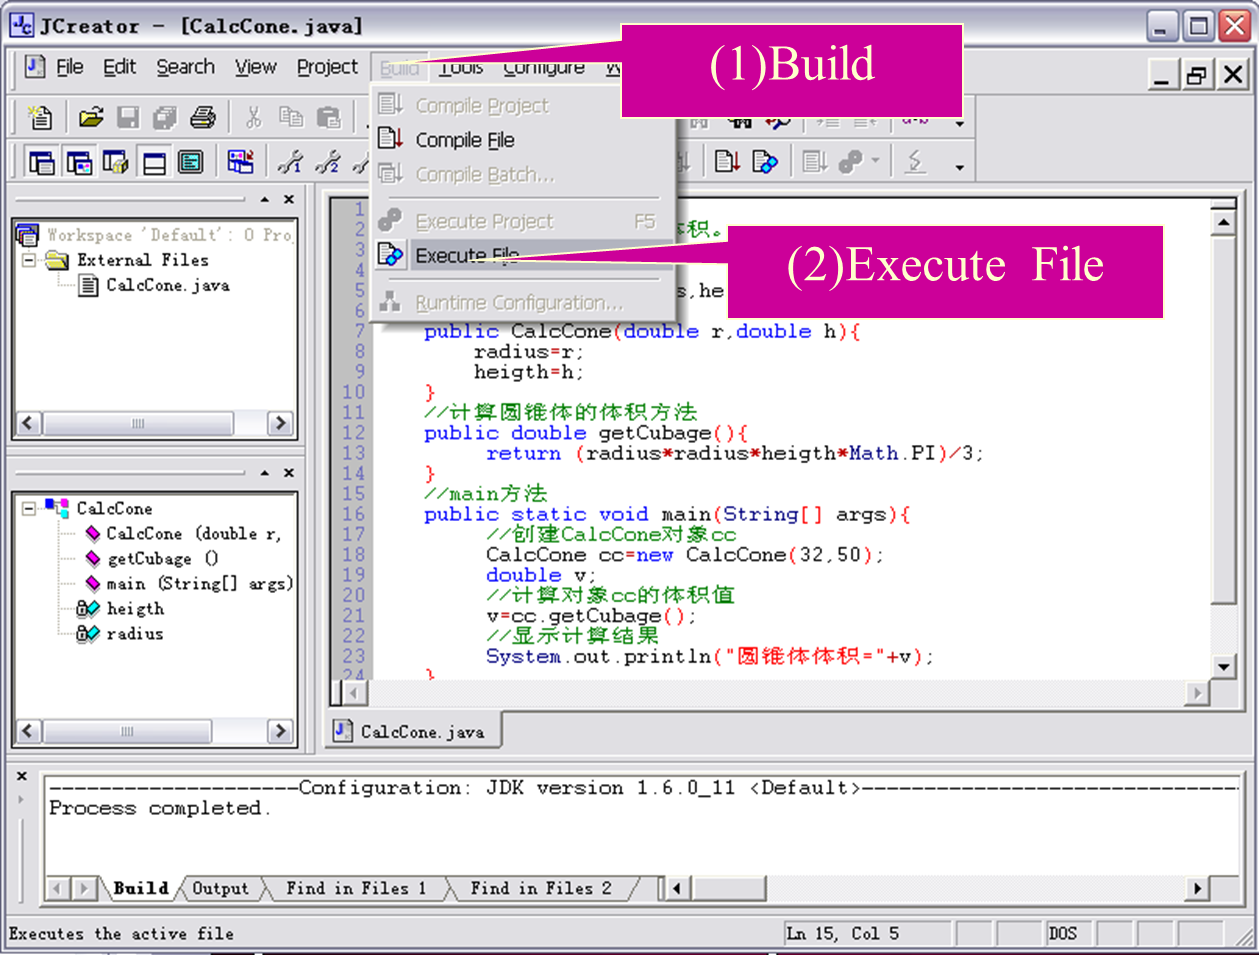 JCreator - [CalcCone.java]
File Edit Search View Project Build Tools Configure
(1)Build
Compile Project
Compile File
Compile Batch...
Execute Project F5
Execute File
Runtime Configuration...
(2)Execute File
Workspace 'Default': 0 Pro
External Files
CalcCone.java
CalcCone
CalcCone (double r,
getCubage ()
main (String[] args)
heigth
radius
1
2 体积。
3
4
5 s,he
6
7 public CalcCone(double r,double h){
8 radius=r;
9 heigth=h;
10 }
11 //计算圆锥体的体积方法
12 public double getCubage(){
13 return (radius*radius*heigth*Math.PI)/3;
14 }
15 //main方法
16 public static void main(String[] args){
17 //创建CalcCone对象cc
18 CalcCone cc=new CalcCone(32,50);
19 double v;
20 //计算对象cc的体积值
21 v=cc.getCubage();
22 //显示计算结果
23 System.out.println("圆锥体体积="+v);
24 }
CalcCone.java
--------------------Configuration: JDK version 1.6.0_11 <Default>------------------------------
Process completed.
Build Output Find in Files 1 Find in Files 2
Executes the active file Ln 15, Col 5 DOS